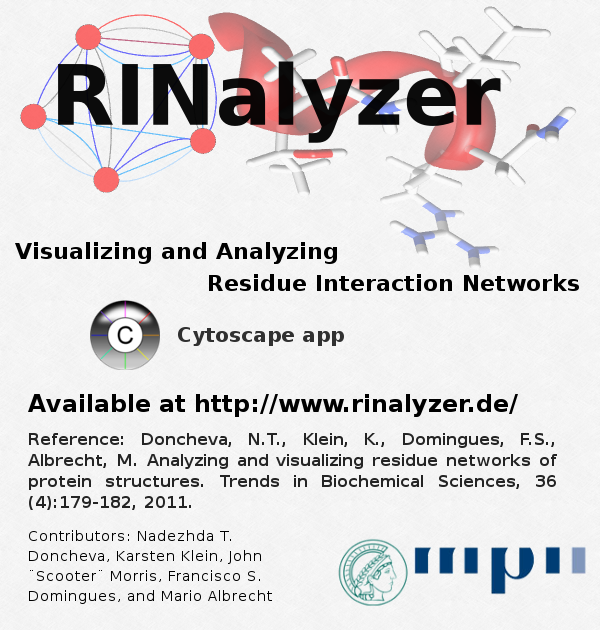 RINalyzer
Visualizing and Analyzing
Residue Interaction Networks
C
Cytoscape app
Available at http://www.rinalyzer.de/
Reference: Doncheva, N.T., Klein, K., Domingues, F.S.,
Albrecht, M. Analyzing and visualizing residue networks of
protein structures. Trends in Biochemical Sciences, 36
(4):179-182, 2011.
Contributors: Nadezhda T.
Doncheva, Karsten Klein, John
¨Scooter¨ Morris, Francisco S.
Domingues, and Mario Albrecht
mpii